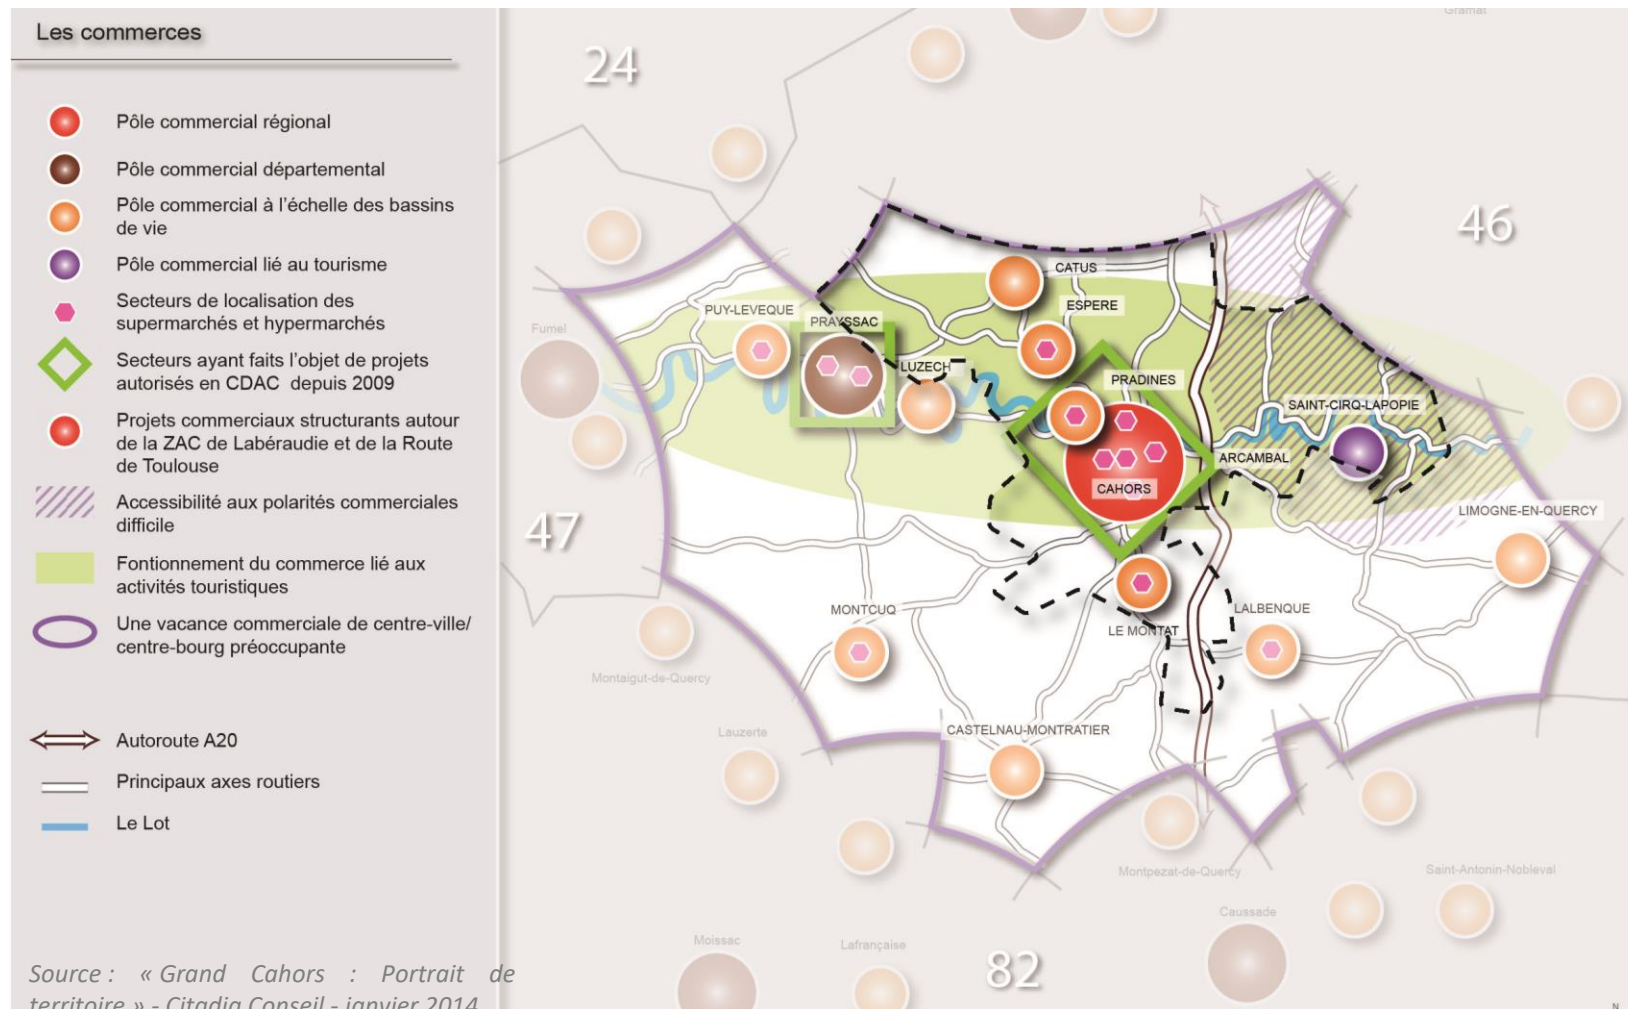 Les commerces
Pôle commercial régional
Pôle commercial départemental
Pôle commercial à l'échelle des bassins
de vie
Pôle commercial lié au tourisme
Secteurs de localisation des
supermarchés et hypermarchés
Secteurs ayant faits l'objet de projets
autorisés en CDAC depuis 2009
Projets commerciaux structurants autour
de la ZAC de Labéraudie et de la Route
de Toulouse
Accessibilité aux polarités commerciales
difficile
Fontionnement du commerce lié aux
activités touristiques
Une vacance commerciale de centre-ville/
centre-bourg préoccupante
Autoroute A20
Principaux axes routiers
Le Lot
Source : « Grand Cahors : Portrait de
territoire » - Citadia Conseil - janvier 2014
Gramat
24
46
CATUS
ESPERE
PUY-LEVEQUE
PRAYSSAC
Fumel
LUZECH
PRADINES
SAINT-CIRQ-LAPOPIE
ARCAMBAL
CAHORS
LIMOGNE-EN-QUERCY
47
MONTCUQ
LALBENQUE
LE MONTAT
Montaigut-de-Quercy
Lauzerte
CASTELNAU-MONTRATIER
Montpezat-de-Quercy
Saint-Antonin-Nobleval
Caussade
Moissac
Lafrançaise
82
N